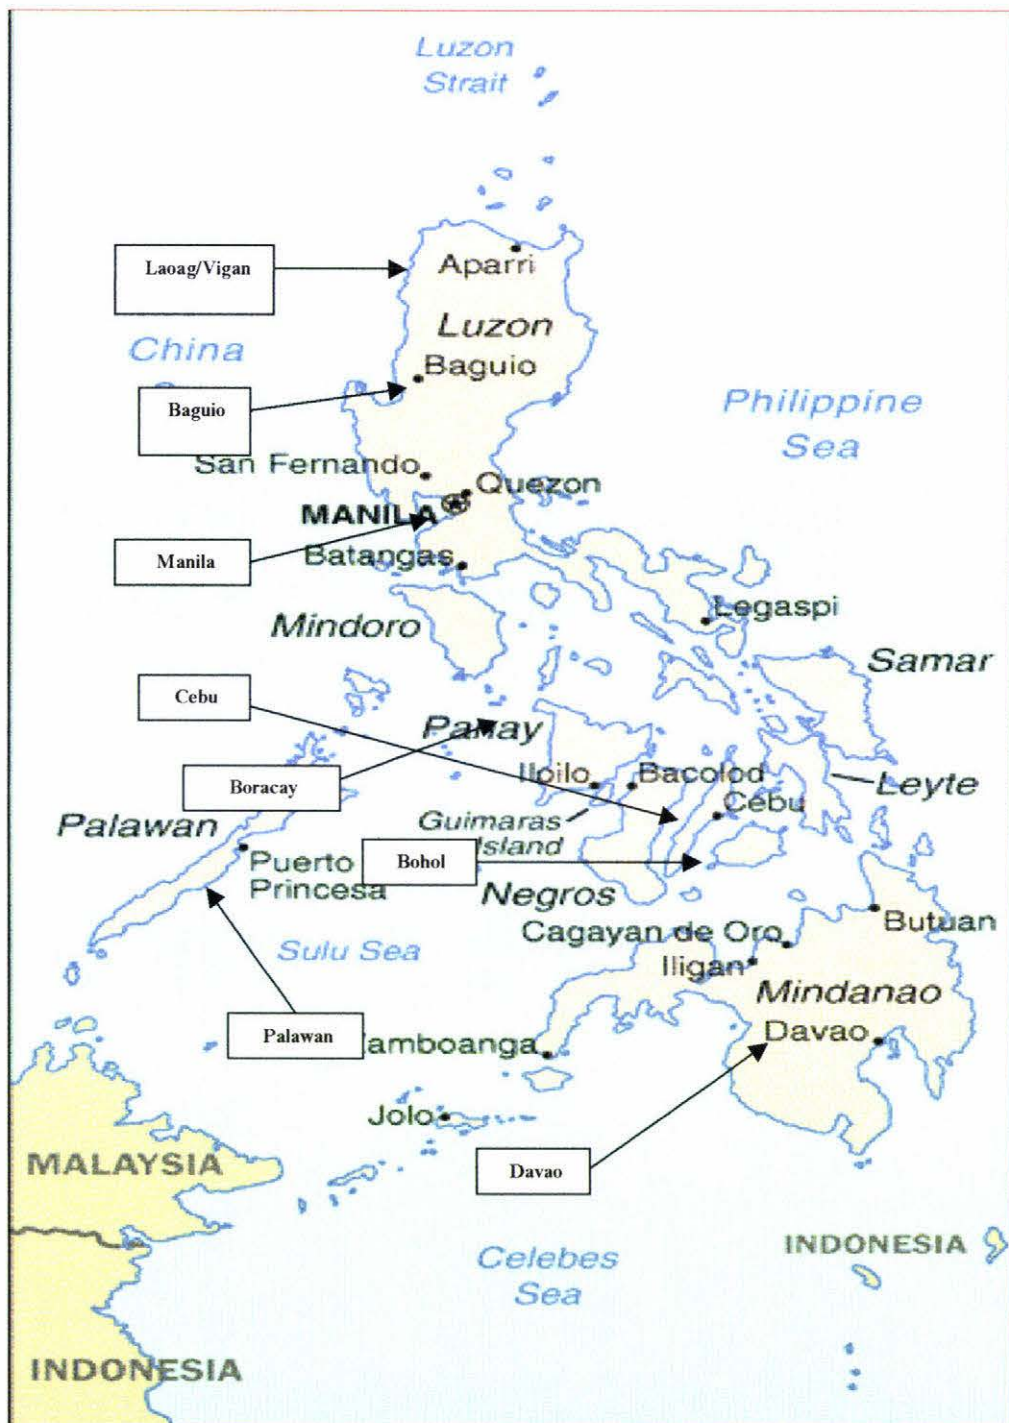 Luzon
Strait
Aparri
Laoag/Vigan
Luzon
China
Baguio
Baguio
Philippine
Sea
San Fernando
Quezon
MANILA
Manila
Batangas
Legaspi
Mindoro
Samar
Cebu
Panay
Iloilo
Bacolod
Boracay
Leyte
Cebu
Palawan
Guimaras
Island
Bohol
Puerto
Princesa
Negros
Butuan
Cagayan de Oro
Sulu Sea
Iligan
Mindanao
Palawan
amboanga
Davao
Jolo
MALAYSIA
Davao
Celebes
Sea
INDONESIA
INDONESIA